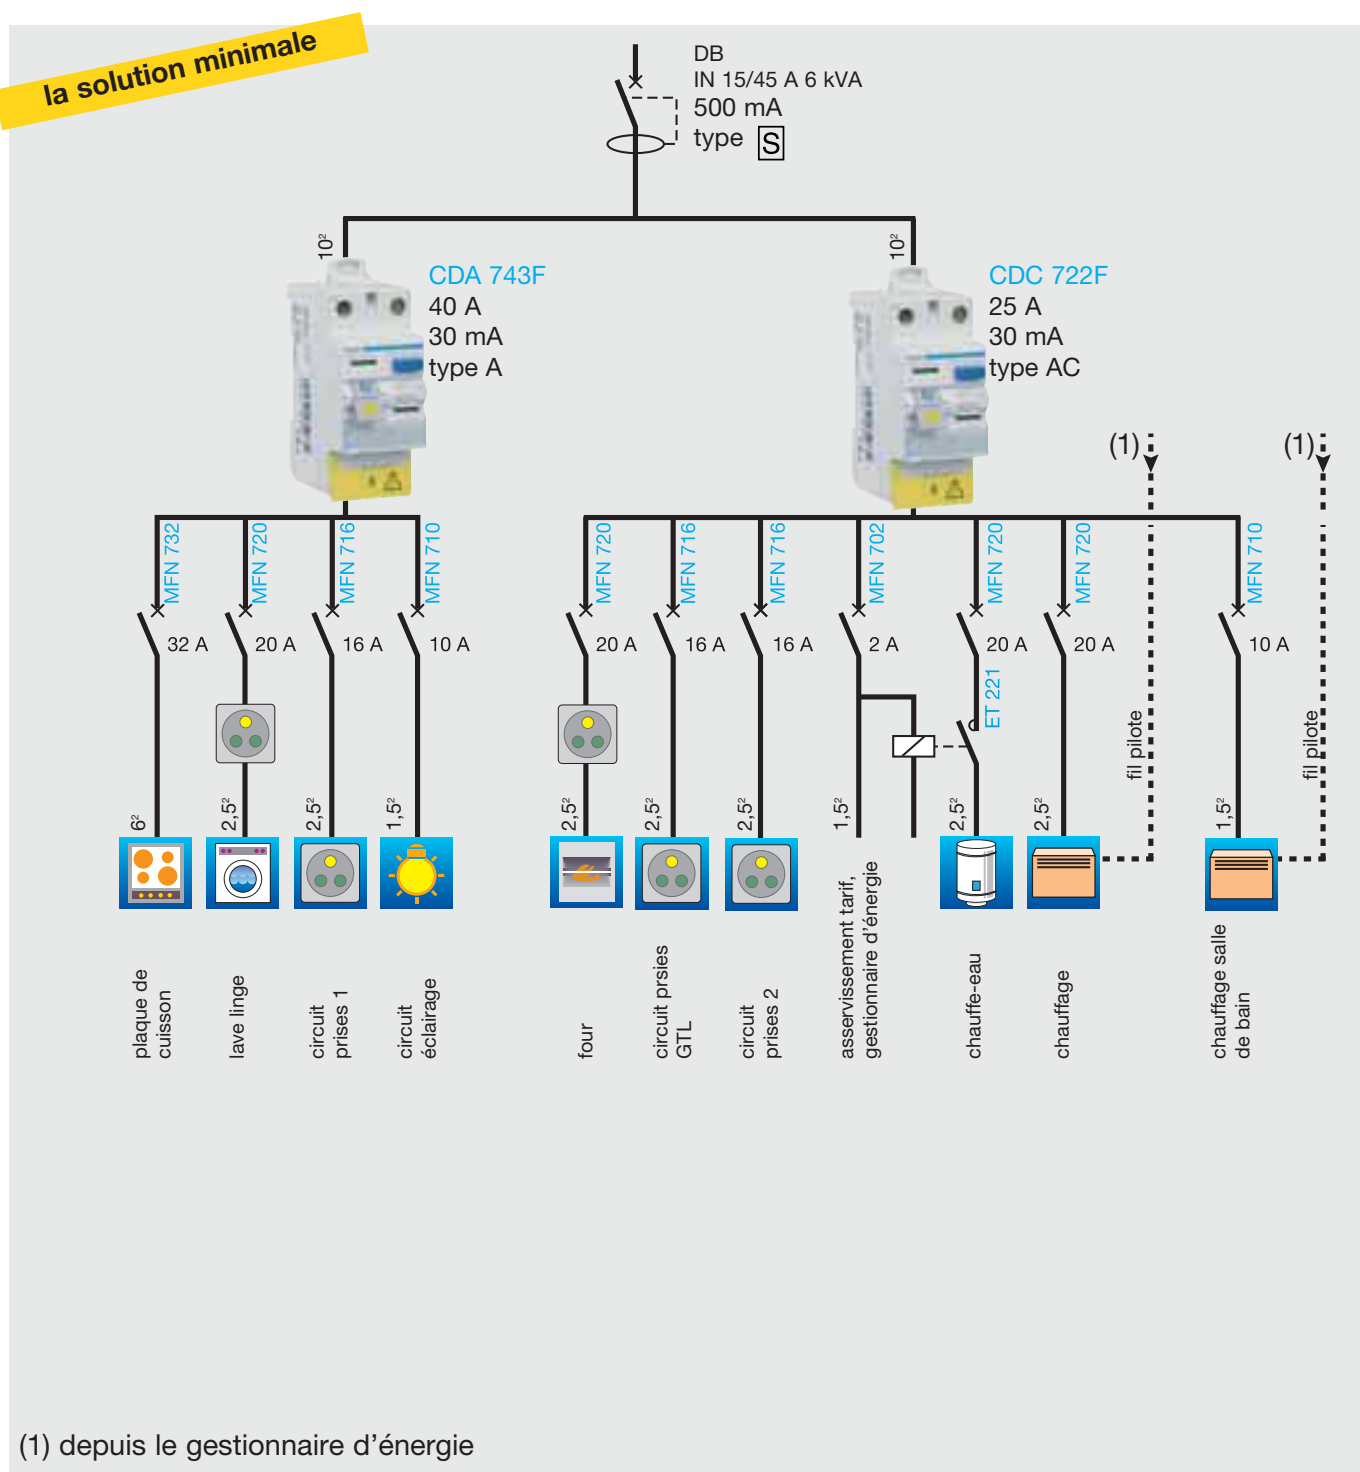 la solution minimale
DB
IN 15/45 A 6 kVA
500 mA
type S
10²
10²
CDA 743F
40 A
30 mA
type A
CDC 722F
25 A
30 mA
type AC
(1)
(1)
MFN 732
MFN 720
MFN 716
MFN 710
MFN 720
MFN 716
MFN 716
MFN 702
MFN 720
MFN 720
MFN 710
32 A
20 A
16 A
10 A
20 A
16 A
16 A
2 A
20 A
20 A
10 A
ET 221
fil pilote
fil pilote
6²
2,5²
2,5²
1,5²
2,5²
2,5²
2,5²
1,5²
2,5²
2,5²
1,5²
plaque de
cuisson
lave linge
circuit
prises 1
circuit
éclairage
four
circuit prsies
GTL
circuit
prises 2
asservissement tarif,
gestionnaire d'énergie
chauffe-eau
chauffage
chauffage salle
de bain
(1) depuis le gestionnaire d'énergie